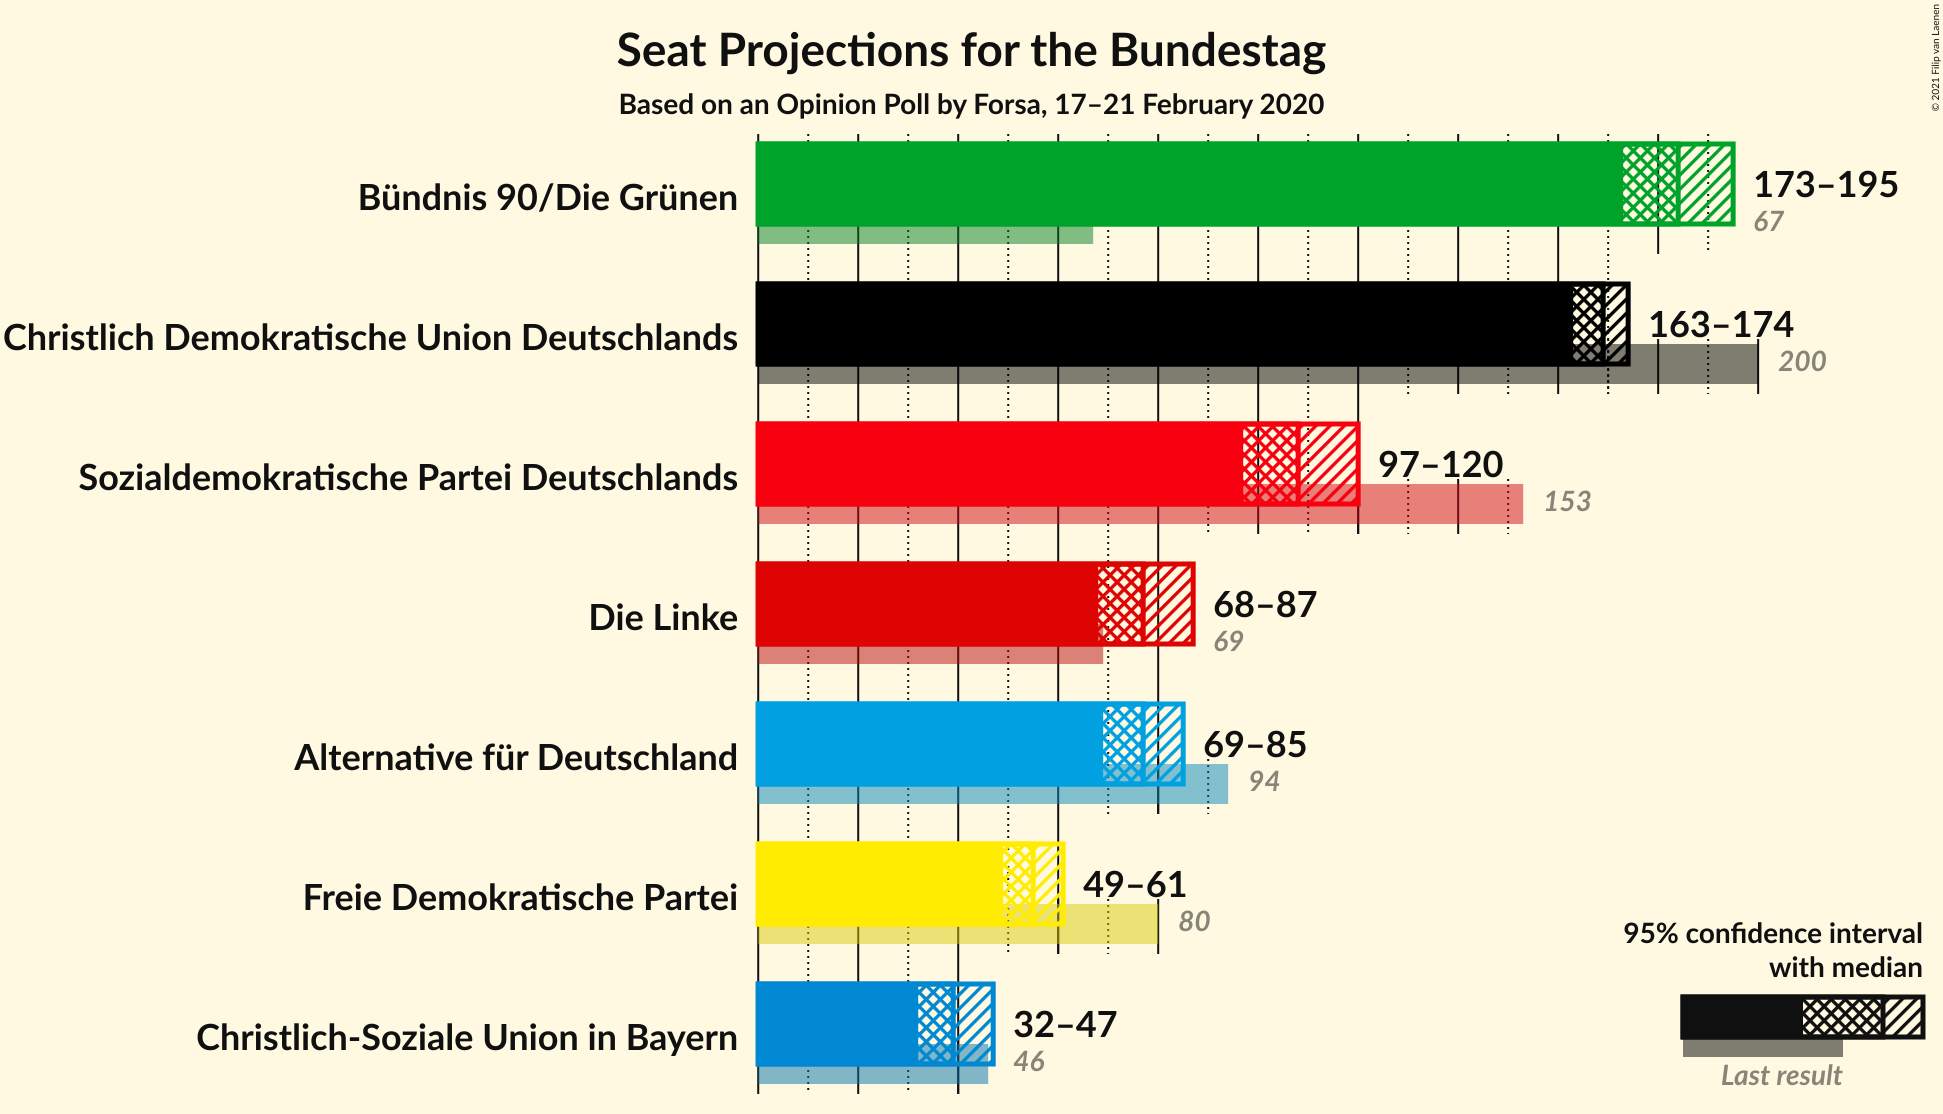 Seat Projections for the Bundestag
Based on an Opinion Poll by Forsa, 17–21 February 2020
© 2021 Filip van Laenen
Bündnis 90/Die Grünen
173–195
67
Christlich Demokratische Union Deutschlands
163–174
200
Sozialdemokratische Partei Deutschlands
97–120
153
Die Linke
68–87
69
Alternative für Deutschland
69–85
94
Freie Demokratische Partei
49–61
80
Christlich-Soziale Union in Bayern
32–47
46
95% confidence interval
with median
Last result